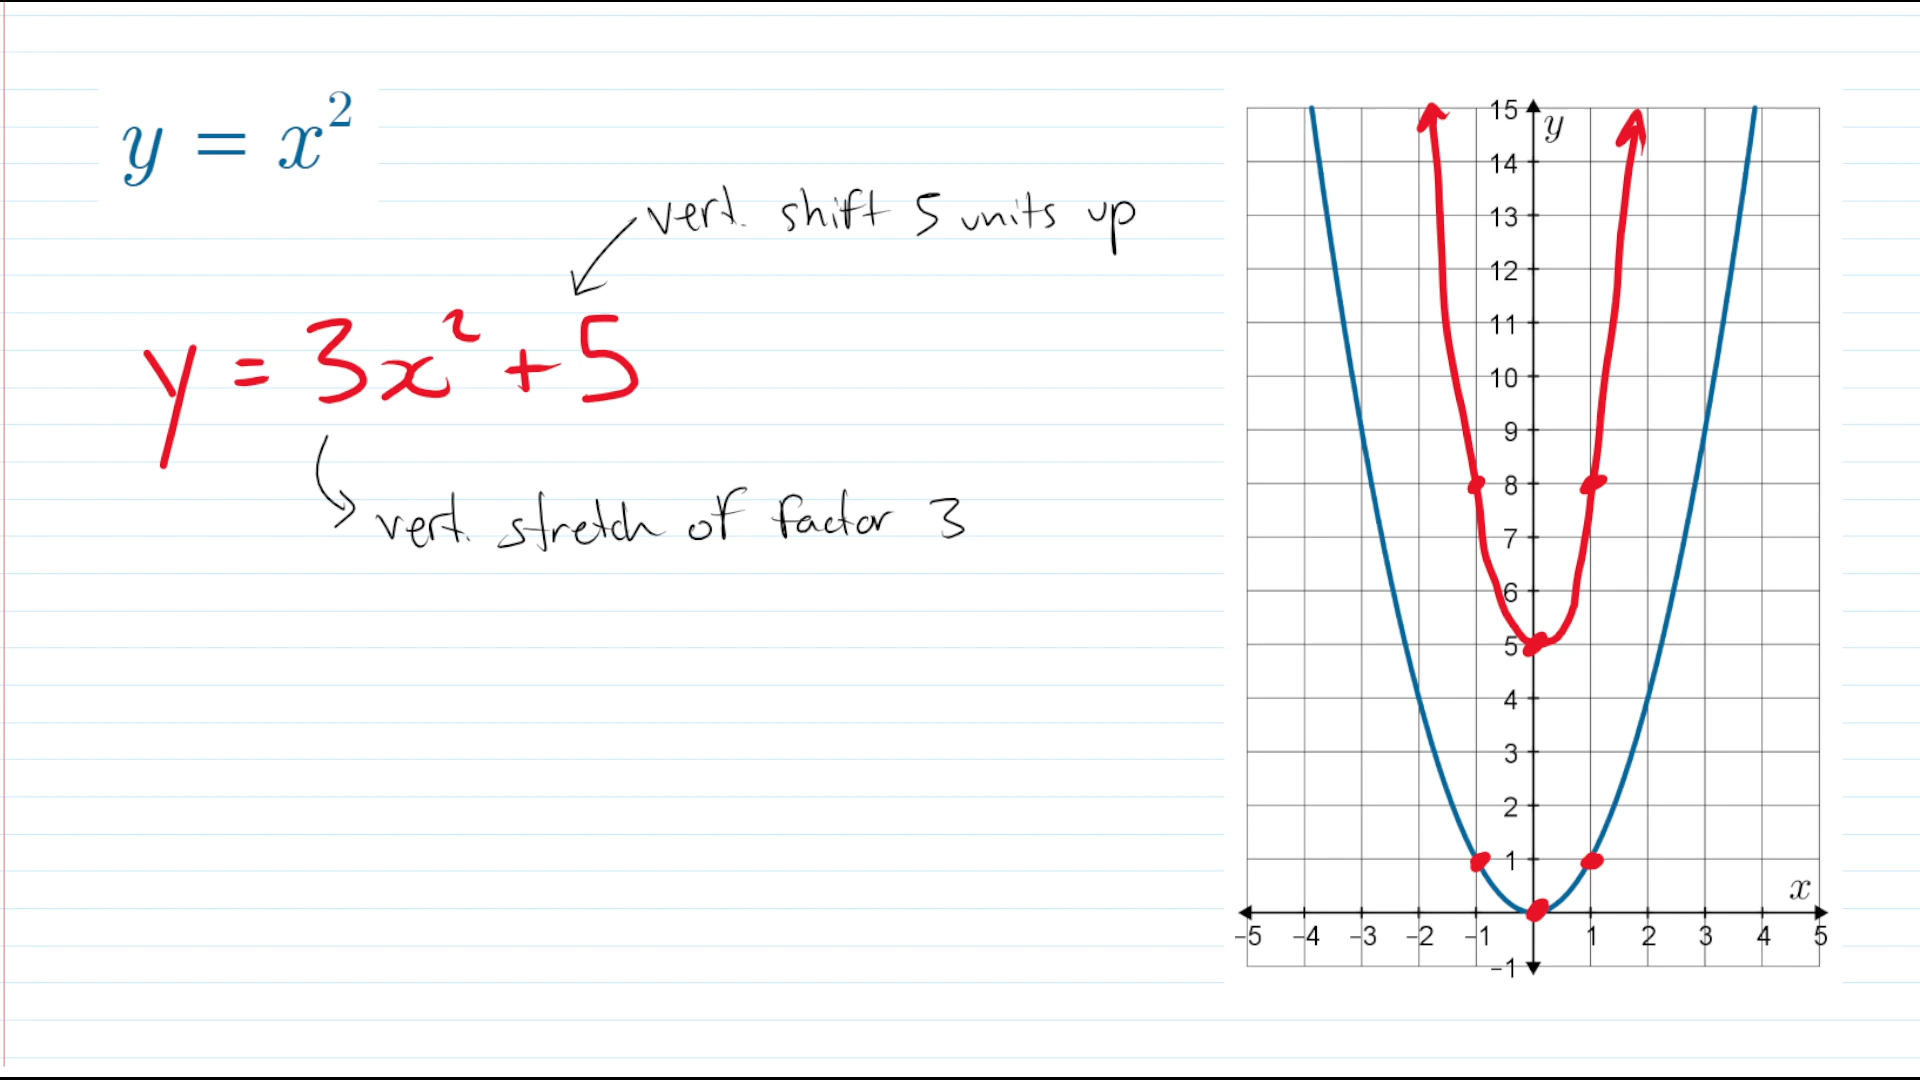 y = x²
vert. shift 5 units up
y = 3x² + 5
vert. stretch of factor 3
15
y
14
13
12
11
10
9
8
7
6
5
4
3
2
1
x
−5 −4 −3 −2 −1 1 2 3 4 5
−1